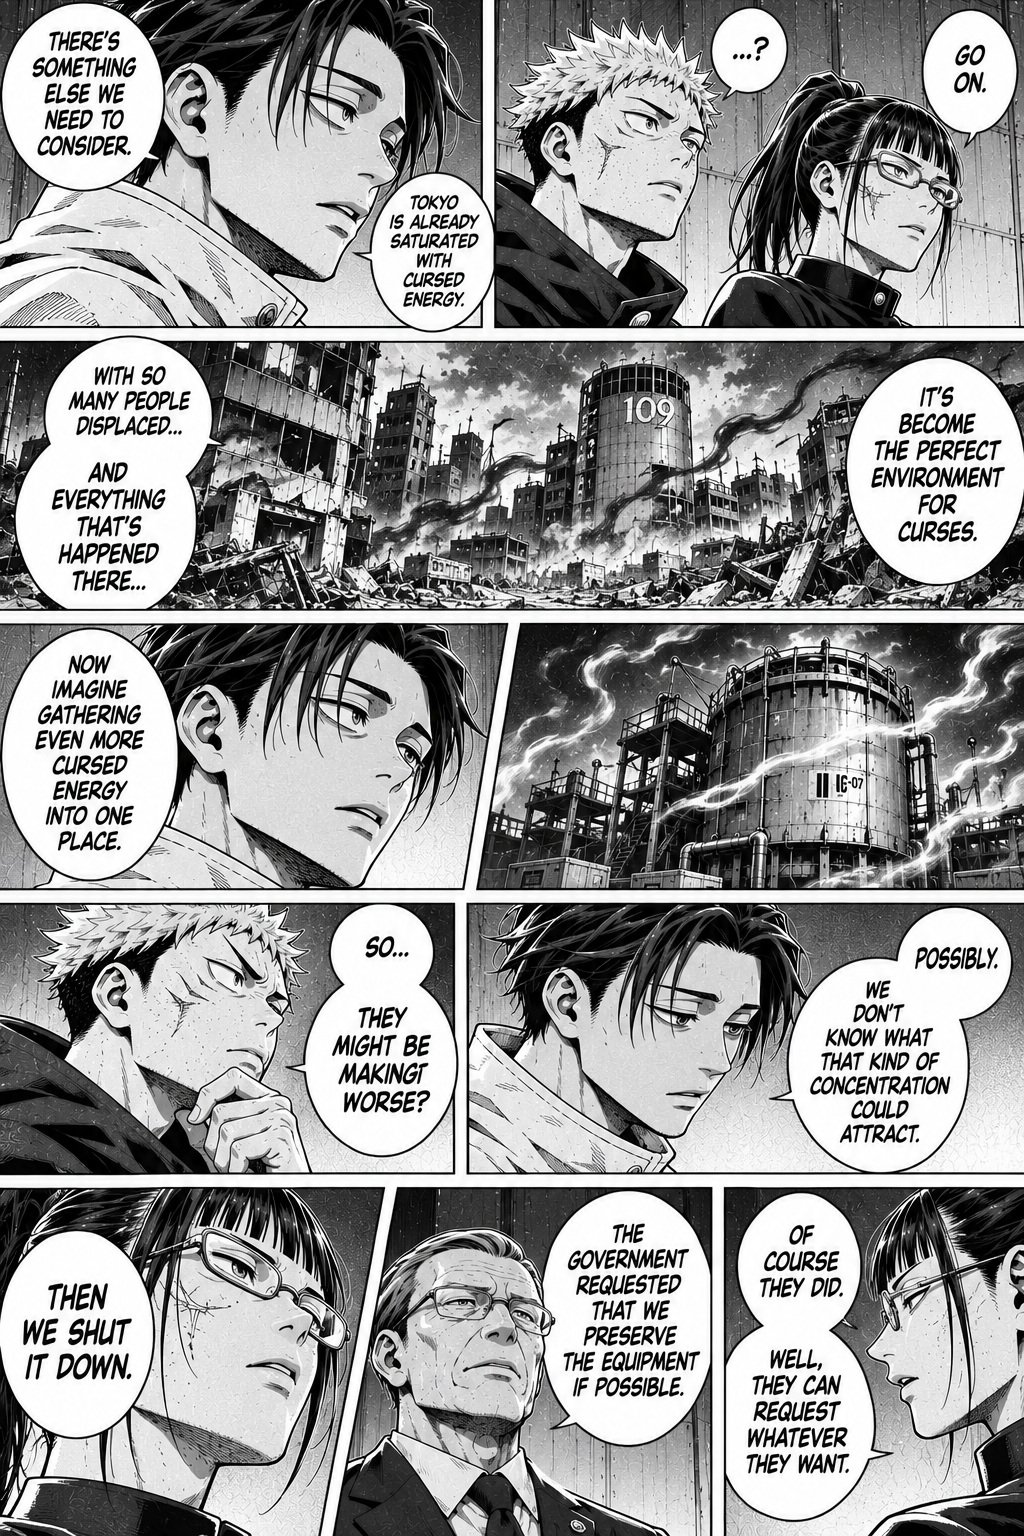 THERE'S
SOMETHING
ELSE WE
NEED TO
CONSIDER.
TOKYO
IS ALREADY
SATURATED
WITH
CURSED
ENERGY.
...?
GO
ON.
WITH SO
MANY PEOPLE
DISPLACED...
AND
EVERYTHING
THAT'S
HAPPENED
THERE...
109
IT'S
BECOME
THE PERFECT
ENVIRONMENT
FOR
CURSES.
NOW
IMAGINE
GATHERING
EVEN MORE
CURSED
ENERGY
INTO ONE
PLACE.
-07
SO...
THEY
MIGHT BE
MAKINGT
WORSE?
POSSIBLY.
WE
DON'T
KNOW WHAT
THAT KIND OF
CONCENTRATION
COULD
ATTRACT.
THEN
WE SHUT
IT DOWN.
THE
GOVERNMENT
REQUESTED
THAT WE
PRESERVE
THE EQUIPMENT
IF POSSIBLE.
OF
COURSE
THEY DID.
WELL,
THEY CAN
REQUEST
WHATEVER
THEY WANT.